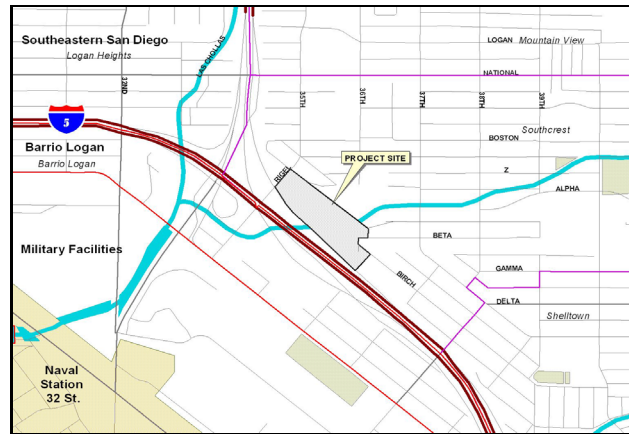 Southeastern San Diego
Logan Heights
LAS CHOLLAS
LOGAN
Mountain View
NATIONAL
32ND
35TH
36TH
37TH
38TH
39TH
5
BOSTON
Southcrest
Barrio Logan
Barrio Logan
PROJECT SITE
RIGEL
Z
ALPHA
BETA
Military Facilities
BIRCH
GAMMA
DELTA
Shelltown
Naval
Station
32 St.